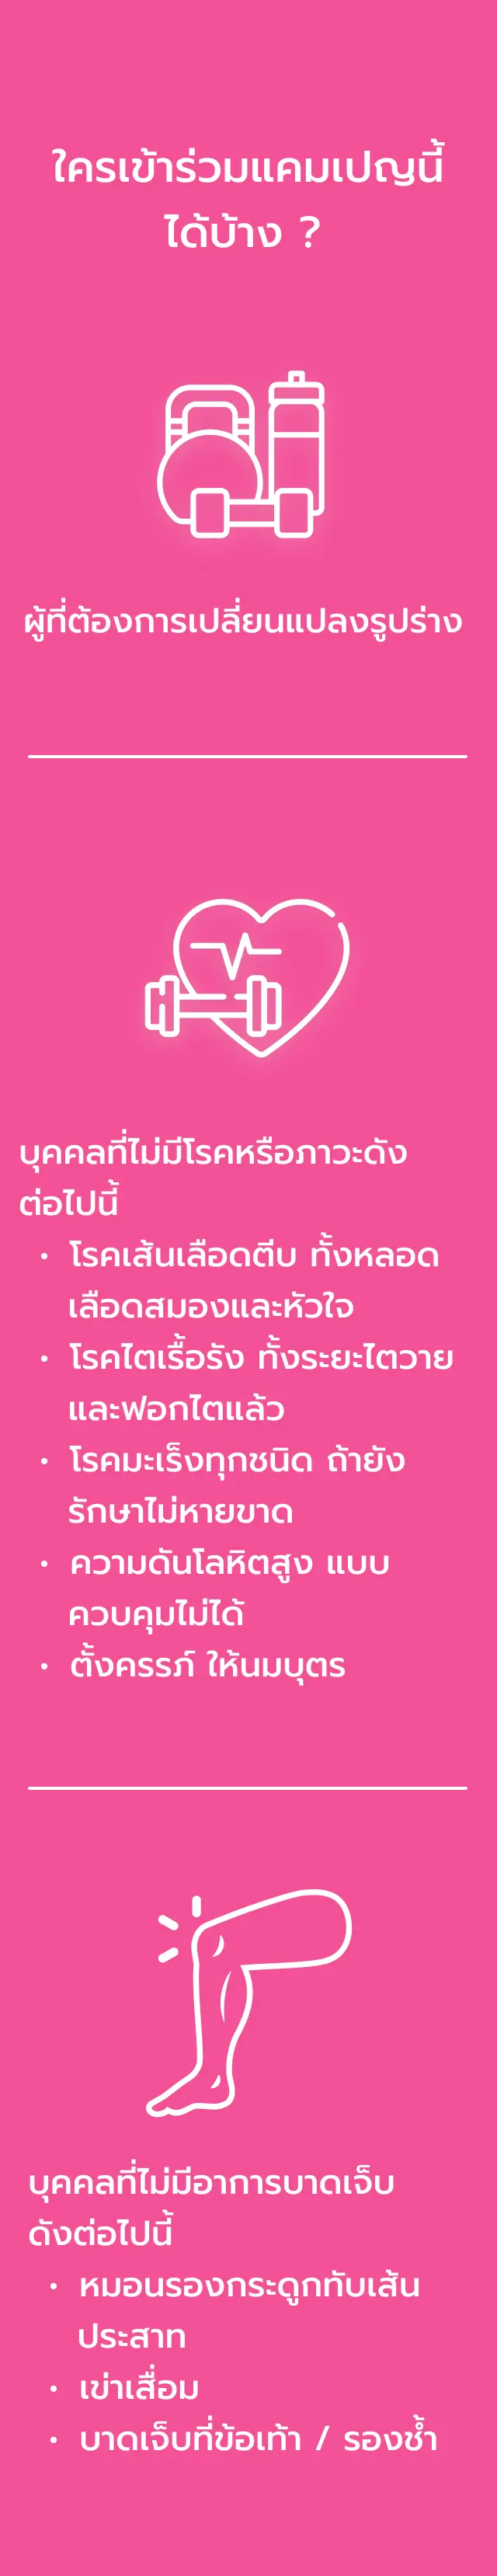 ใครเข้าร่วมแคมเปญนี้
ได้บ้าง ?
ผู้ที่ต้องการเปลี่ยนแปลงรูปร่าง
บุคคลที่ไม่มีโรคหรือภาวะดัง
ต่อไปนี้
• โรคเส้นเลือดตีบ ทั้งหลอด
เลือดสมองและหัวใจ
• โรคไตเรื้อรัง ทั้งระยะไตวาย
และฟอกไตแล้ว
• โรคมะเร็งทุกชนิด ถ้ายัง
รักษาไม่หายขาด
• ความดันโลหิตสูง แบบ
ควบคุมไม่ได้
• ตั้งครรภ์ ให้นมบุตร
บุคคลที่ไม่มีอาการบาดเจ็บ
ดังต่อไปนี้
• หมอนรองกระดูกทับเส้น
ประสาท
• เข่าเสื่อม
• บาดเจ็บที่ข้อเท้า / รองช้ำ